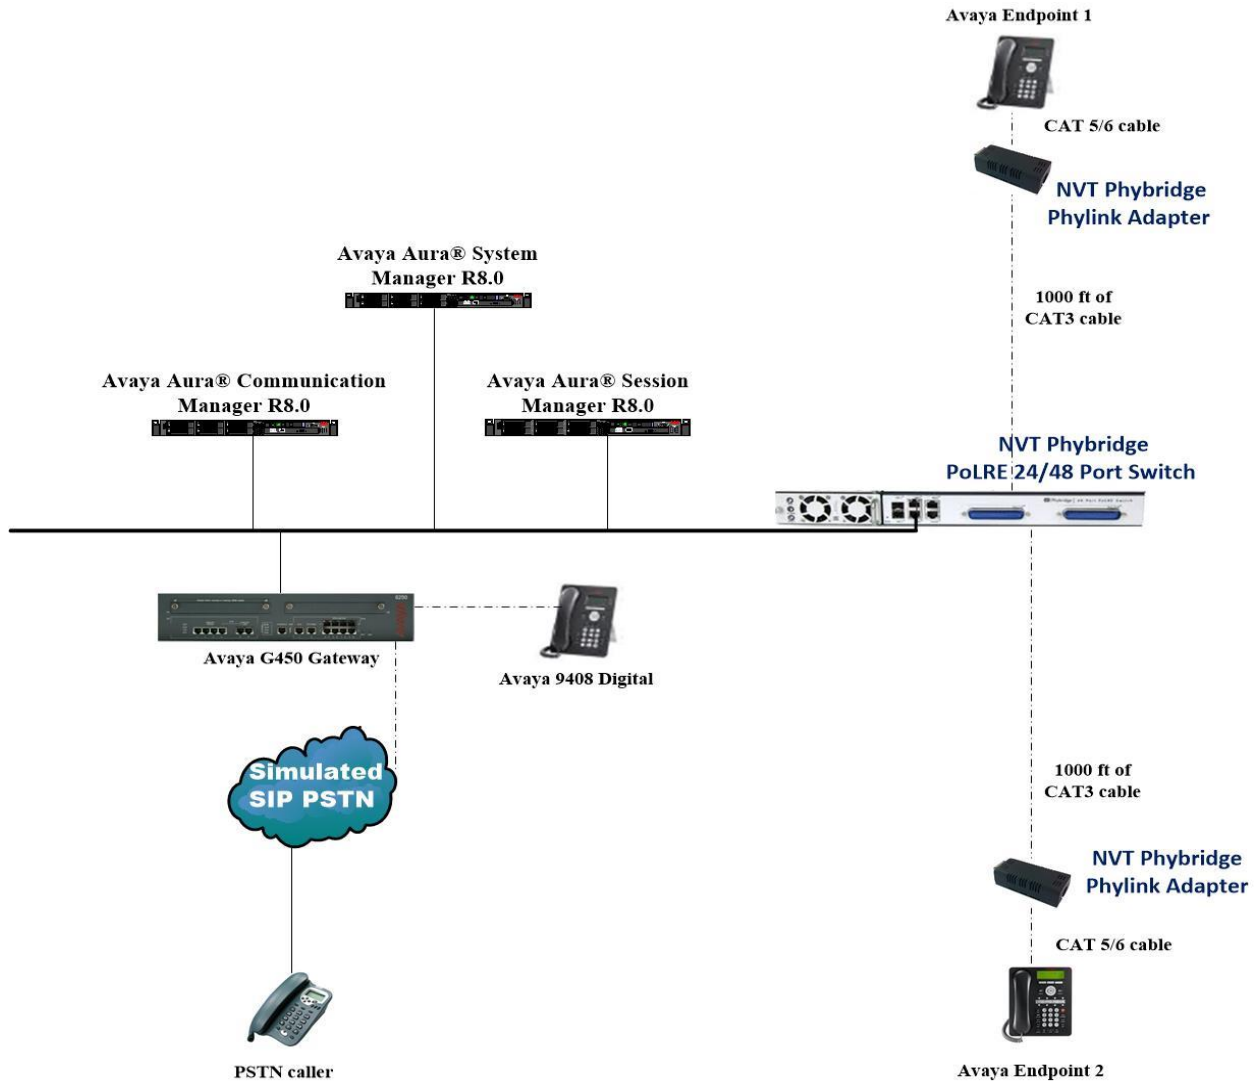 Avaya Endpoint 1
CAT 5/6 cable
NVT Phybridge
Phylink Adapter
1000 ft of
CAT3 cable
Avaya Aura® System
Manager R8.0
Avaya Aura® Communication
Manager R8.0
Avaya Aura® Session
Manager R8.0
NVT Phybridge
PoLRE 24/48 Port Switch
Avaya G450 Gateway
Avaya 9408 Digital
Simulated
SIP PSTN
1000 ft of
CAT3 cable
NVT Phybridge
Phylink Adapter
CAT 5/6 cable
PSTN caller
Avaya Endpoint 2